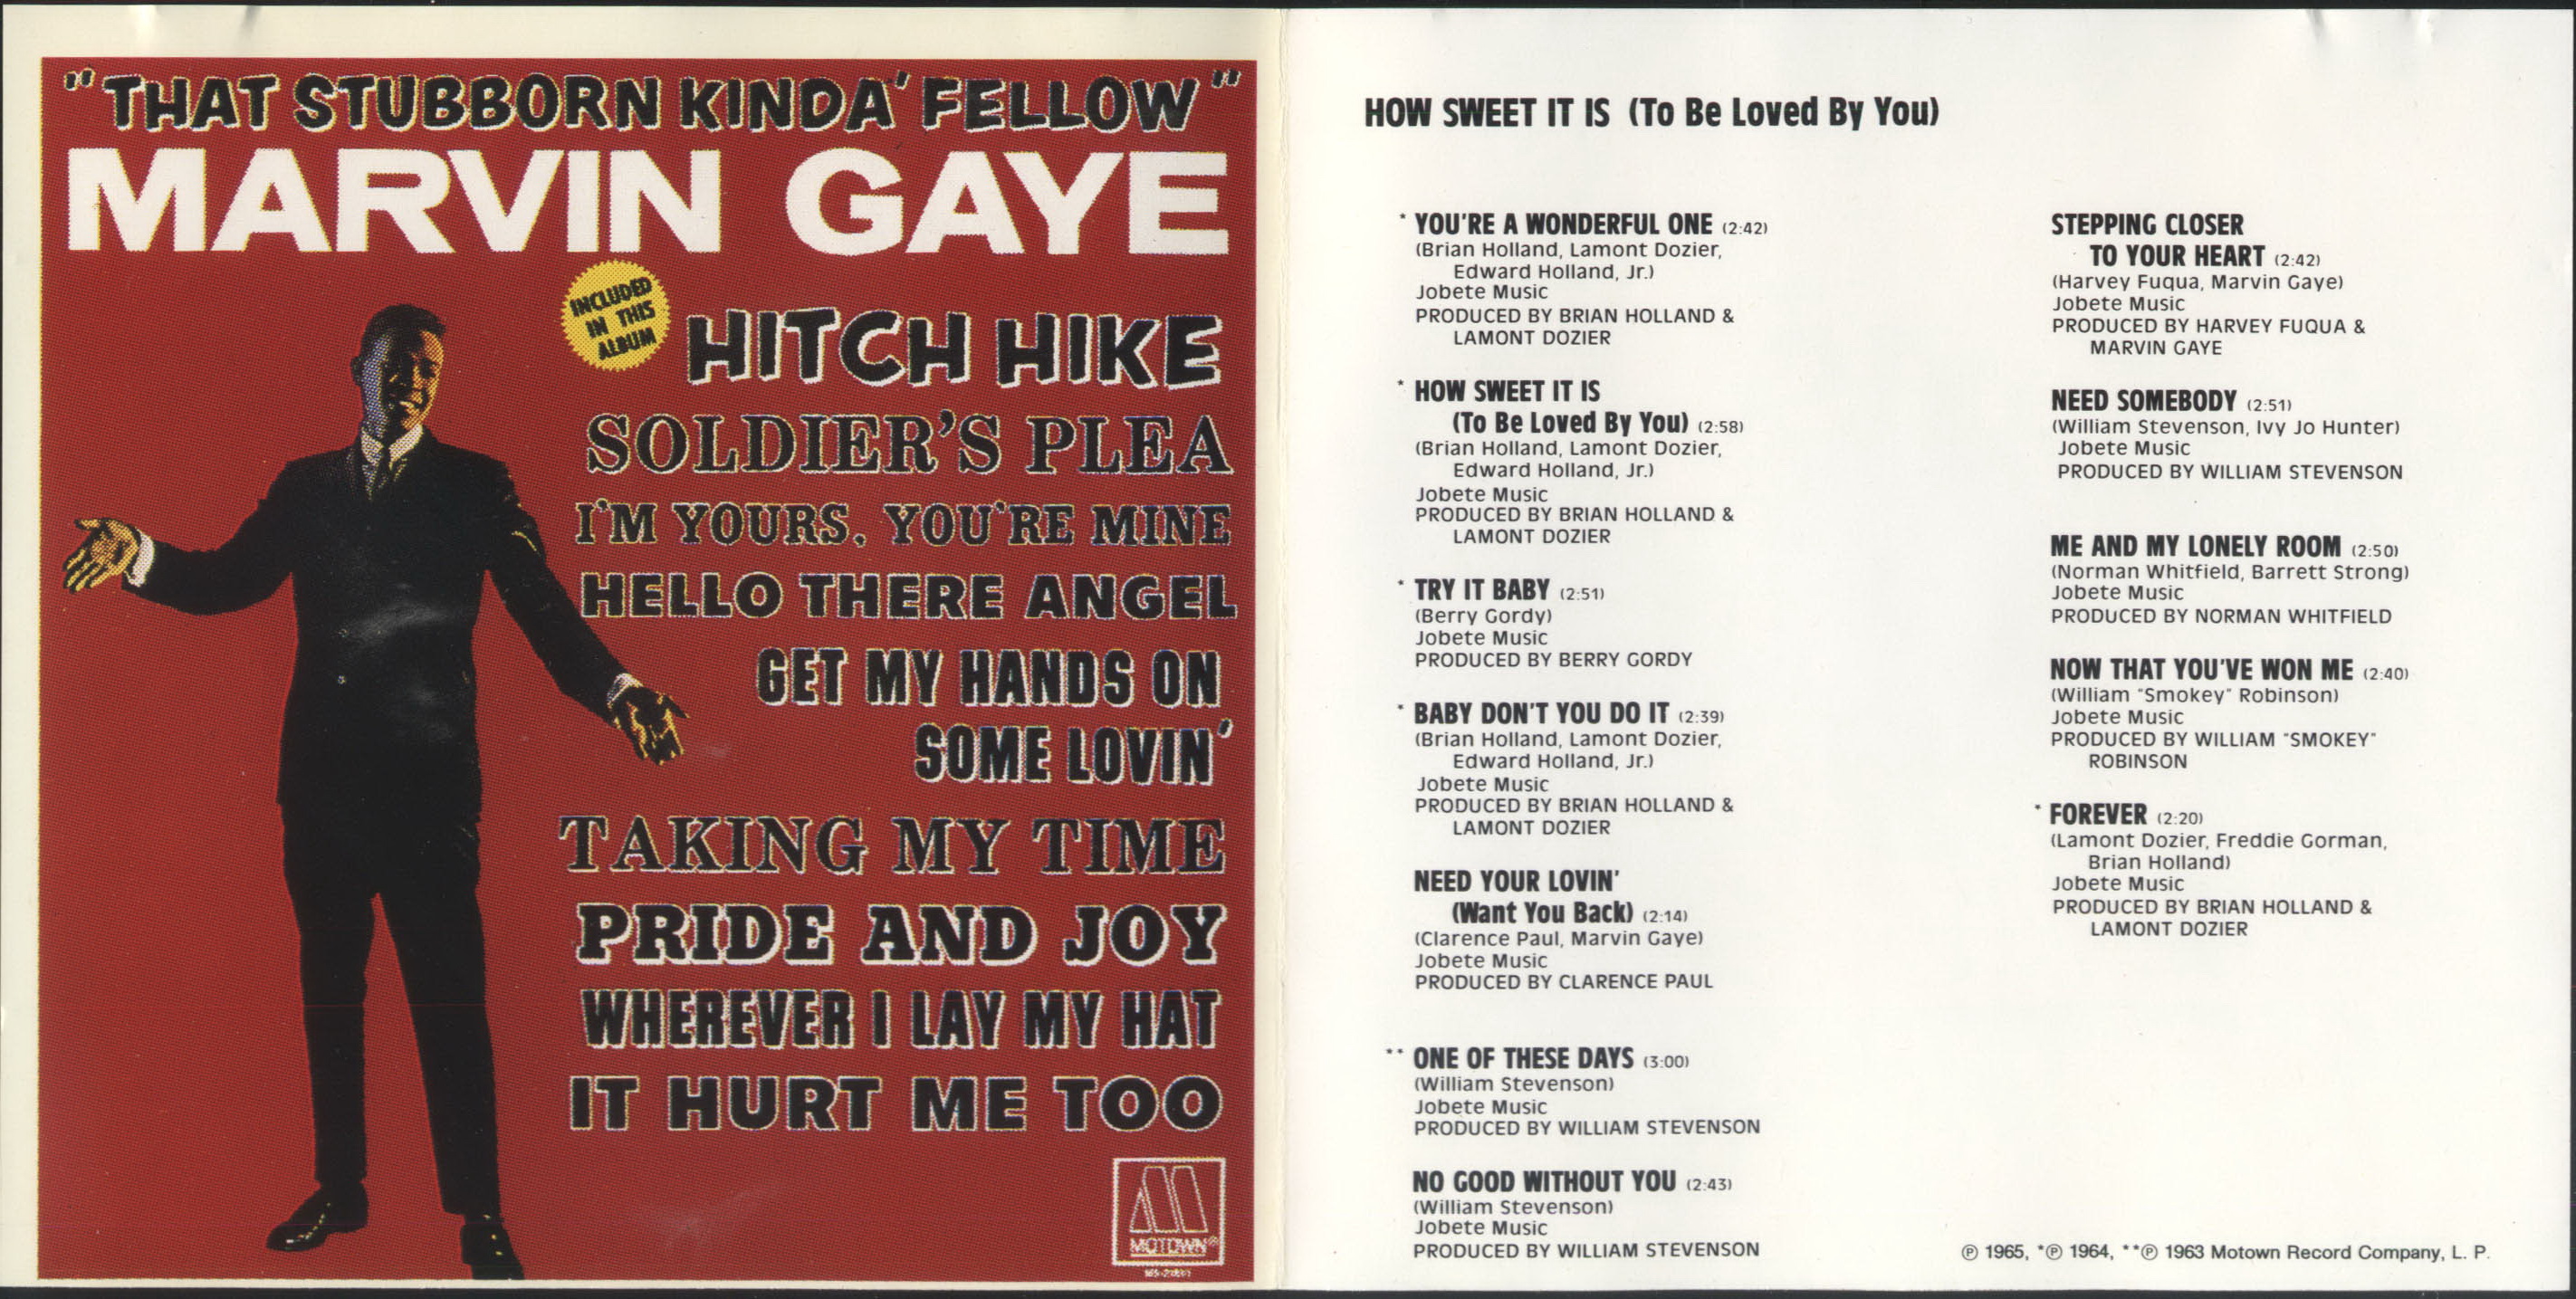 "THAT STUBBORN KINDA' FELLOW"
MARVIN GAYE
INCLUDED
IN THIS
ALBUM
HITCH HIKE
SOLDIER'S PLEA
I'M YOURS, YOU'RE MINE
HELLO THERE ANGEL
GET MY HANDS ON
SOME LOVIN'
TAKING MY TIME
PRIDE AND JOY
WHEREVER I LAY MY HAT
IT HURT ME TOO
MOTOWN®
HOW SWEET IT IS (To Be Loved By You)
* YOU'RE A WONDERFUL ONE (2:42)
(Brian Holland, Lamont Dozier,
Edward Holland, Jr.)
Jobete Music
PRODUCED BY BRIAN HOLLAND &
LAMONT DOZIER
* HOW SWEET IT IS
(To Be Loved By You) (2:58)
(Brian Holland, Lamont Dozier,
Edward Holland, Jr.)
Jobete Music
PRODUCED BY BRIAN HOLLAND &
LAMONT DOZIER
* TRY IT BABY (2:51)
(Berry Gordy)
Jobete Music
PRODUCED BY BERRY GORDY
* BABY DON'T YOU DO IT (2:39)
(Brian Holland, Lamont Dozier,
Edward Holland, Jr.)
Jobete Music
PRODUCED BY BRIAN HOLLAND &
LAMONT DOZIER
NEED YOUR LOVIN'
(Want You Back) (2:14)
(Clarence Paul, Marvin Gaye)
Jobete Music
PRODUCED BY CLARENCE PAUL
** ONE OF THESE DAYS (3:00)
(William Stevenson)
Jobete Music
PRODUCED BY WILLIAM STEVENSON
NO GOOD WITHOUT YOU (2:43)
(William Stevenson)
Jobete Music
PRODUCED BY WILLIAM STEVENSON
STEPPING CLOSER
TO YOUR HEART (2:42)
(Harvey Fuqua, Marvin Gaye)
Jobete Music
PRODUCED BY HARVEY FUQUA &
MARVIN GAYE
NEED SOMEBODY (2:51)
(William Stevenson, Ivy Jo Hunter)
Jobete Music
PRODUCED BY WILLIAM STEVENSON
ME AND MY LONELY ROOM (2:50)
(Norman Whitfield, Barrett Strong)
Jobete Music
PRODUCED BY NORMAN WHITFIELD
NOW THAT YOU'VE WON ME (2:40)
(William "Smokey" Robinson)
Jobete Music
PRODUCED BY WILLIAM "SMOKEY"
ROBINSON
* FOREVER (2:20)
(Lamont Dozier, Freddie Gorman,
Brian Holland)
Jobete Music
PRODUCED BY BRIAN HOLLAND &
LAMONT DOZIER
℗ 1965, *℗ 1964, **℗ 1963 Motown Record Company, L. P.